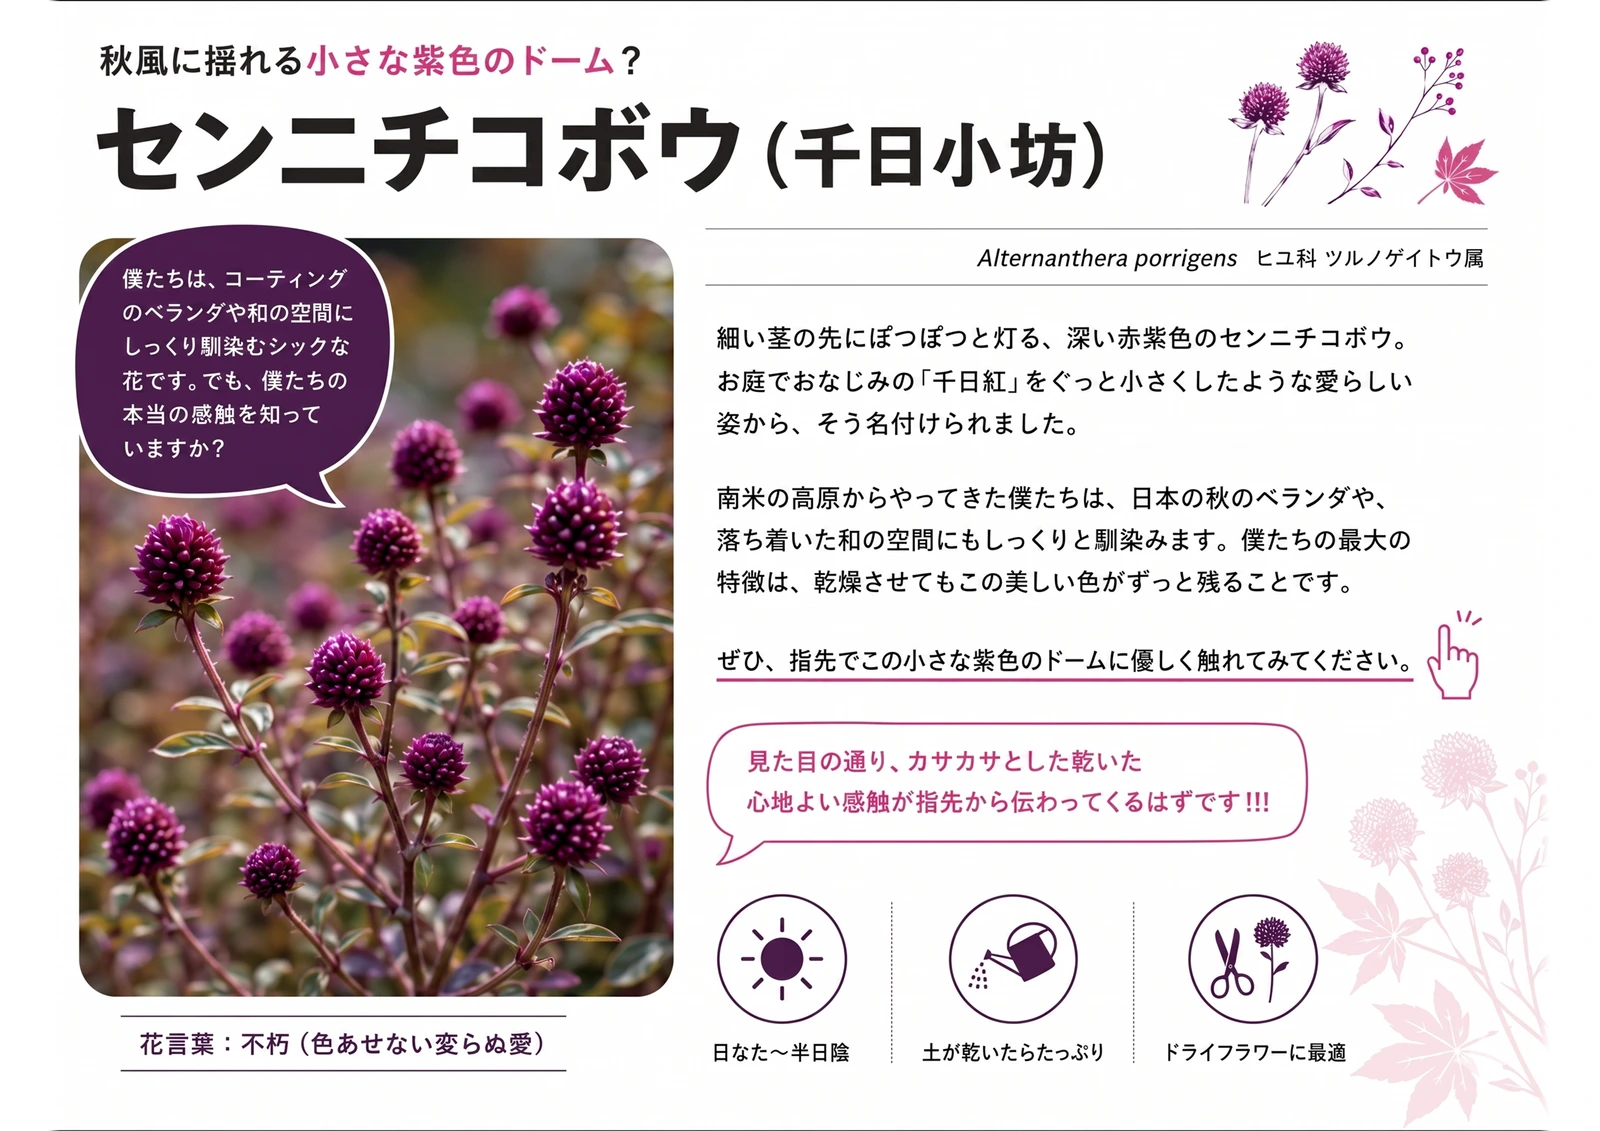 秋風に揺れる小さな紫色のドーム？
センニチコボウ（千日小坊）
僕たちは、コーティング
のベランダや和の空間に
しっくり馴染むシックな
花です。でも、僕たちの
本当の感触を知って
いますか？
Alternanthera porrigens ヒユ科 ツルノゲイトウ属
細い茎の先にぽつぽつと灯る、深い赤紫色のセンニチコボウ。
お庭でおなじみの「千日紅」をぐっと小さくしたような愛らしい
姿から、そう名付けられました。
南米の高原からやってきた僕たちは、日本の秋のベランダや、
落ち着いた和の空間にもしっくりと馴染みます。僕たちの最大の
特徴は、乾燥させてもこの美しい色がずっと残ることです。
ぜひ、指先でこの小さな紫色のドームに優しく触れてみてください。
見た目の通り、カサカサとした乾いた
心地よい感触が指先から伝わってくるはずです!!!
花言葉：不朽（色あせない変らぬ愛）
日なた～半日陰
土が乾いたらたっぷり
ドライフラワーに最適